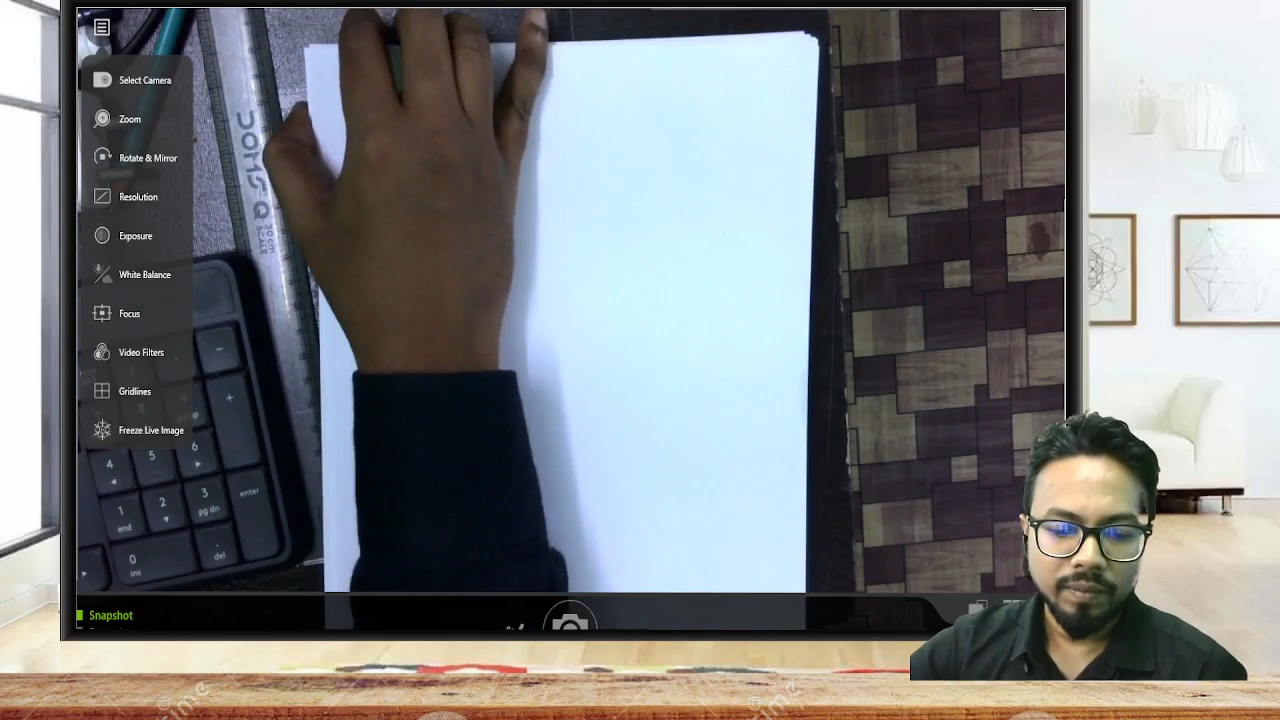 Select Camera
Zoom
Rotate & Mirror
Resolution
Exposure
White Balance
Focus
Video Filters
Gridlines
Freeze Live Image
DOMS Q
30 cm
SCALE
-
+
4
5
6
1
end
2
3
pg dn
enter
0
ins
.
del
Snapshot